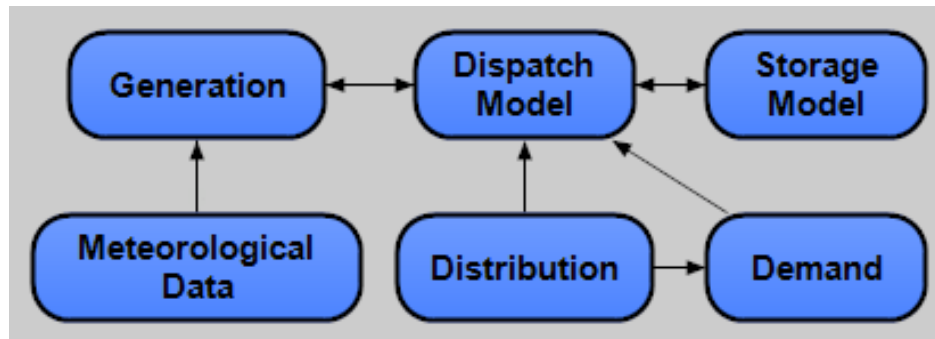 Generation
Dispatch
Model
Storage
Model
Meteorological
Data
Distribution
Demand